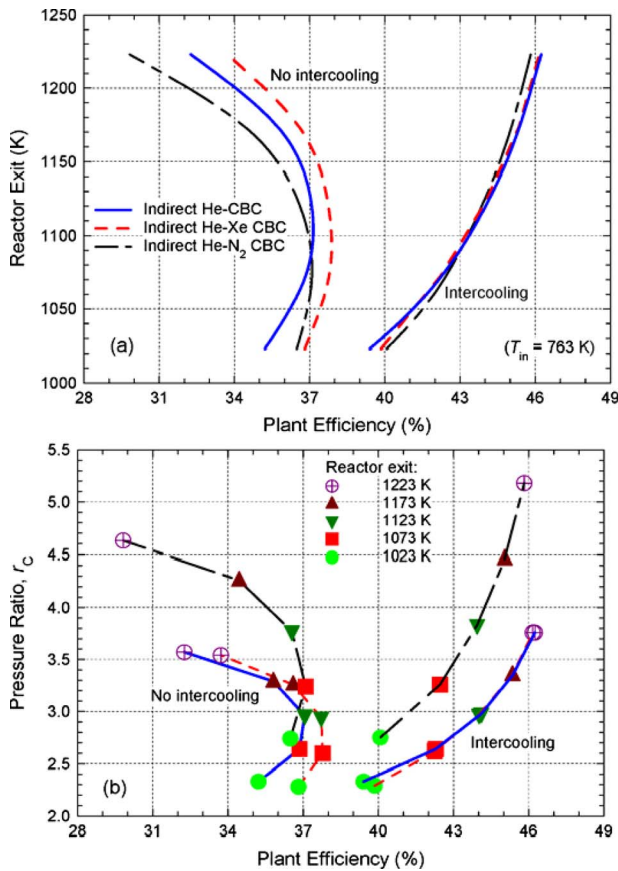 1250
(a)
No intercooling
1200
Reactor Exit (K)
1150
Indirect He-CBC
Indirect He-Xe CBC
Indirect He-N2 CBC
1100
1050
Intercooling
(a)
(Tin = 763 K)
1000
28 31 34 37 40 43 46 49
Plant Efficiency (%)
5.5
Reactor exit:
1223 K
5.0
1173 K
1123 K
4.5
1073 K
1023 K
4.0
Pressure Ratio, rC
3.5
No intercooling
3.0
Intercooling
2.5
(b)
2.0
28 31 34 37 40 43 46 49
Plant Efficiency (%)